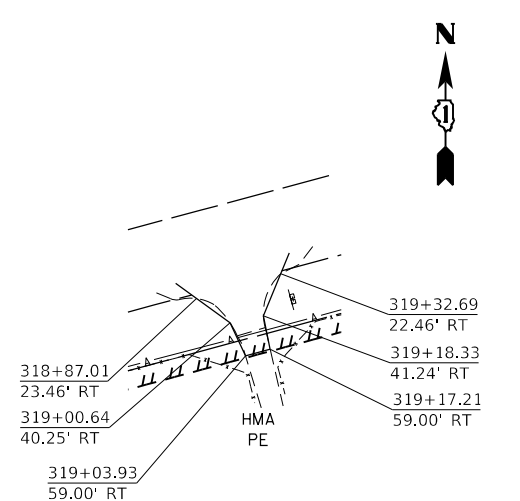 N
1
319+32.69
22.46' RT
319+18.33
41.24' RT
319+17.21
59.00' RT
318+87.01
23.46' RT
319+00.64
40.25' RT
319+03.93
59.00' RT
HMA
PE